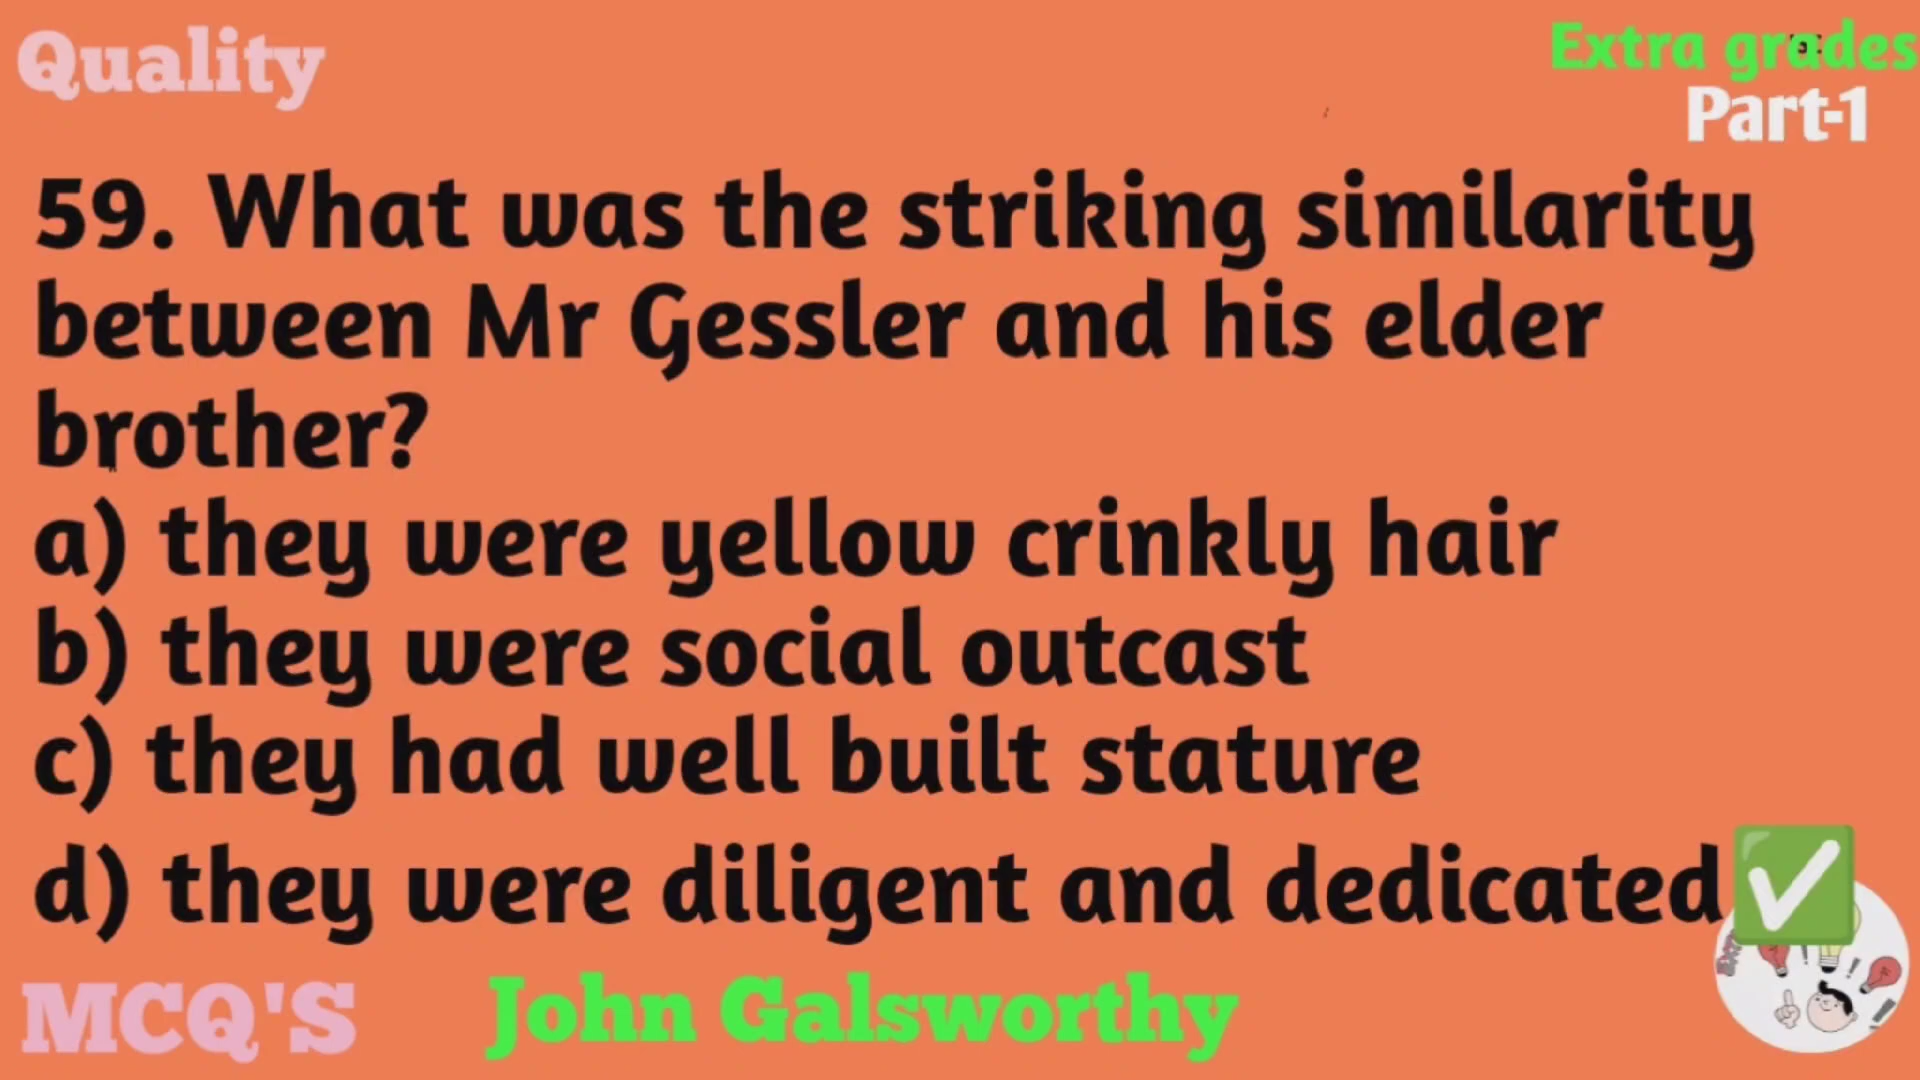 Quality
Extra grades
Part-1
59. What was the striking similarity
between Mr Gessler and his elder
brother?
a) they were yellow crinkly hair
b) they were social outcast
c) they had well built stature
d) they were diligent and dedicated
MCQ'S
John Galsworthy